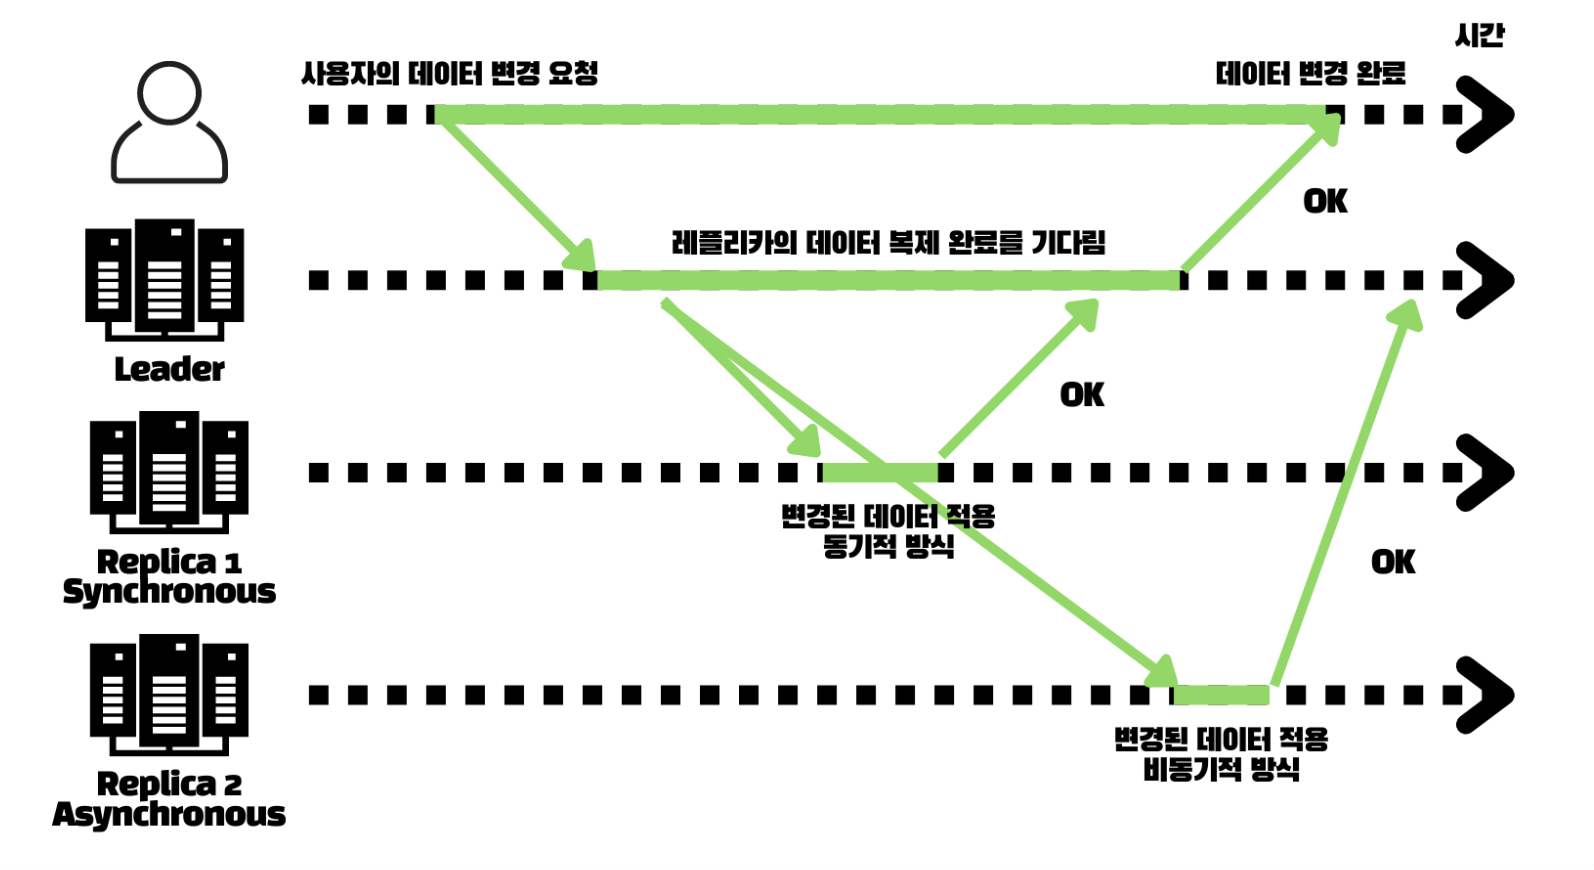 시간
사용자의 데이터 변경 요청
데이터 변경 완료
OK
레플리카의 데이터 복제 완료를 기다림
Leader
OK
변경된 데이터 적용
동기적 방식
Replica 1
Synchronous
OK
변경된 데이터 적용
비동기적 방식
Replica 2
Asynchronous